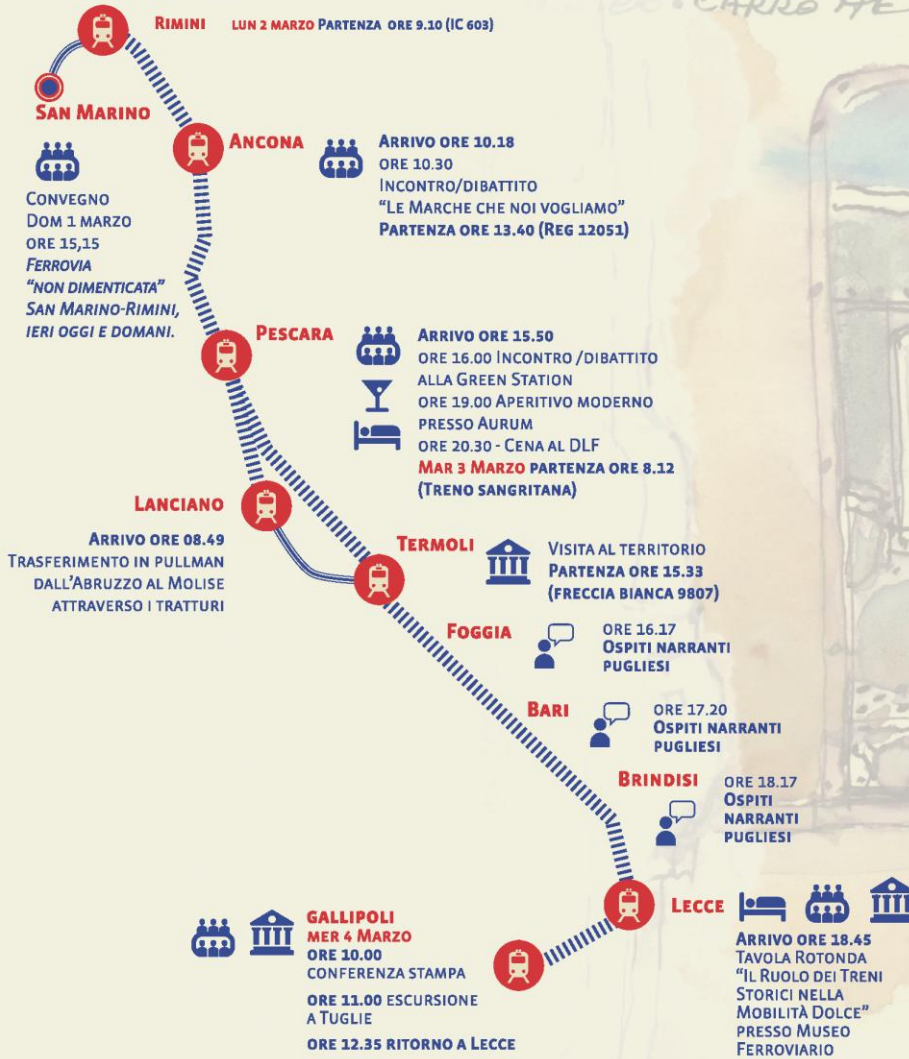 CARRO
RIMINI LUN 2 MARZO PARTENZA ORE 9.10 (IC 603)
SAN MARINO
CONVEGNO
DOM 1 MARZO
ORE 15,15
FERROVIA
“NON DIMENTICATA”
SAN MARINO-RIMINI,
IERI OGGI E DOMANI.
ANCONA
ARRIVO ORE 10.18
ORE 10.30
INCONTRO/DIBATTITO
“LE MARCHE CHE NOI VOGLIAMO”
PARTENZA ORE 13.40 (REG 12051)
PESCARA
ARRIVO ORE 15.50
ORE 16.00 INCONTRO /DIBATTITO
ALLA GREEN STATION
ORE 19.00 APERITIVO MODERNO
PRESSO AURUM
ORE 20.30 - CENA AL DLF
MAR 3 MARZO PARTENZA ORE 8.12
(TRENO SANGRITANA)
LANCIANO
ARRIVO ORE 08.49
TRASFERIMENTO IN PULLMAN
DALL’ABRUZZO AL MOLISE
ATTRAVERSO I TRATTURI
TERMOLI
VISITA AL TERRITORIO
PARTENZA ORE 15.33
(FRECCIA BIANCA 9807)
FOGGIA
ORE 16.17
OSPITI NARRANTI
PUGLIESI
BARI
ORE 17.20
OSPITI NARRANTI
PUGLIESI
BRINDISI
ORE 18.17
OSPITI
NARRANTI
PUGLIESI
LECCE
ARRIVO ORE 18.45
TAVOLA ROTONDA
“IL RUOLO DEI TRENI
STORICI NELLA
MOBILITÀ DOLCE”
PRESSO MUSEO
FERROVIARIO
GALLIPOLI
MER 4 MARZO
ORE 10.00
CONFERENZA STAMPA
ORE 11.00 ESCURSIONE
A TUGLIE
ORE 12.35 RITORNO A LECCE